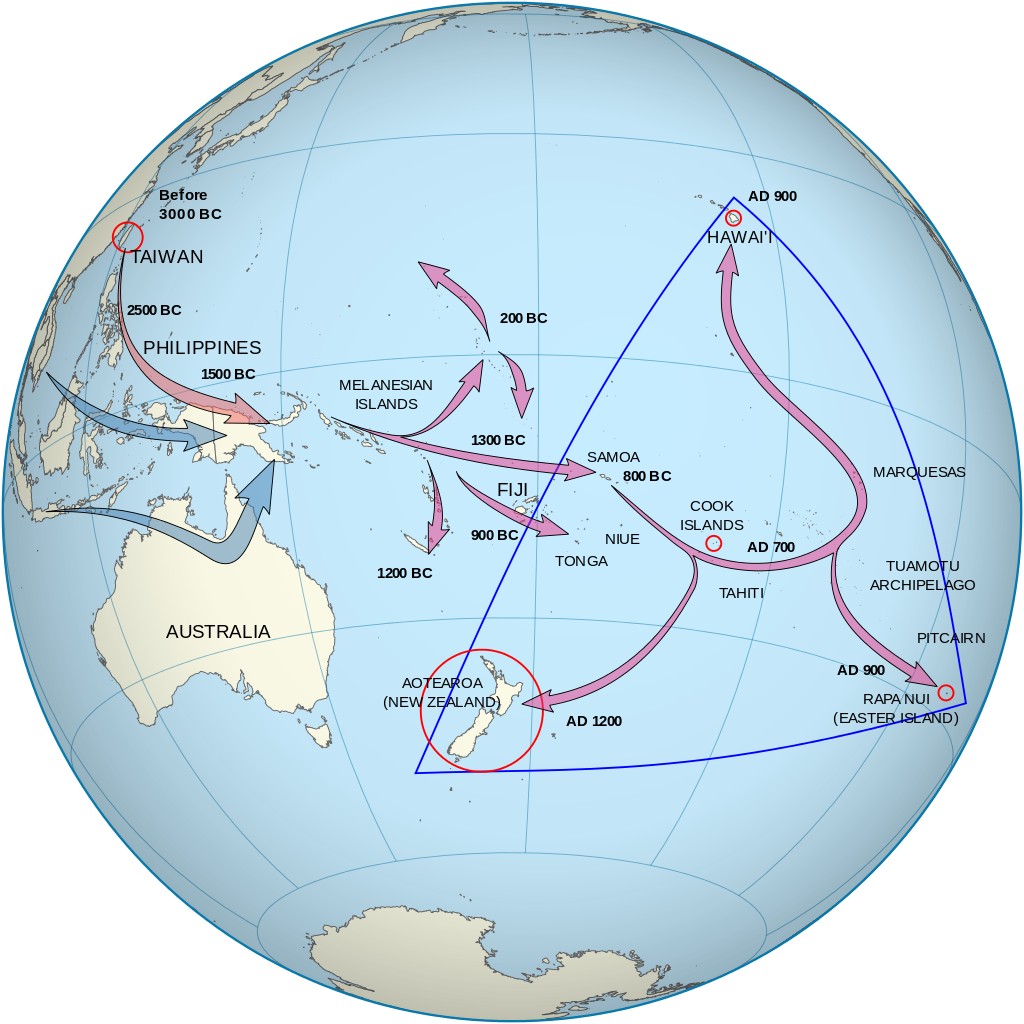 Before
3000 BC
AD 900
TAIWAN
HAWAI'I
2500 BC
200 BC
PHILIPPINES
1500 BC
MELANESIAN
ISLANDS
1300 BC
SAMOA
800 BC
MARQUESAS
FIJI
COOK
ISLANDS
900 BC
NIUE
AD 700
TONGA
1200 BC
TAHITI
TUAMOTU
ARCHIPELAGO
AUSTRALIA
PITCAIRN
AD 900
AOTEAROA
(NEW ZEALAND)
RAPA NUI
(EASTER ISLAND)
AD 1200